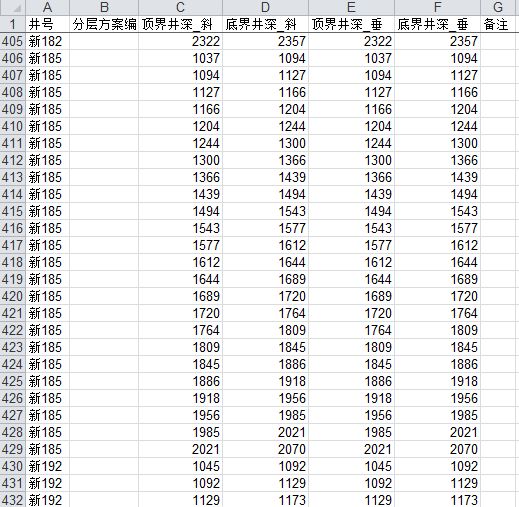 A B C D E F G
1 井号 分层方案编 顶界井深_斜 底界井深_斜 顶界井深_垂 底界井深_垂 备注
405 新182 2322 2357 2322 2357
406 新185 1037 1094 1037 1094
407 新185 1094 1127 1094 1127
408 新185 1127 1166 1127 1166
409 新185 1166 1204 1166 1204
410 新185 1204 1244 1204 1244
411 新185 1244 1300 1244 1300
412 新185 1300 1366 1300 1366
413 新185 1366 1439 1366 1439
414 新185 1439 1494 1439 1494
415 新185 1494 1543 1494 1543
416 新185 1543 1577 1543 1577
417 新185 1577 1612 1577 1612
418 新185 1612 1644 1612 1644
419 新185 1644 1689 1644 1689
420 新185 1689 1720 1689 1720
421 新185 1720 1764 1720 1764
422 新185 1764 1809 1764 1809
423 新185 1809 1845 1809 1845
424 新185 1845 1886 1845 1886
425 新185 1886 1918 1886 1918
426 新185 1918 1956 1918 1956
427 新185 1956 1985 1956 1985
428 新185 1985 2021 1985 2021
429 新185 2021 2070 2021 2070
430 新192 1045 1092 1045 1092
431 新192 1092 1129 1092 1129
432 新192 1129 1173 1129 1173